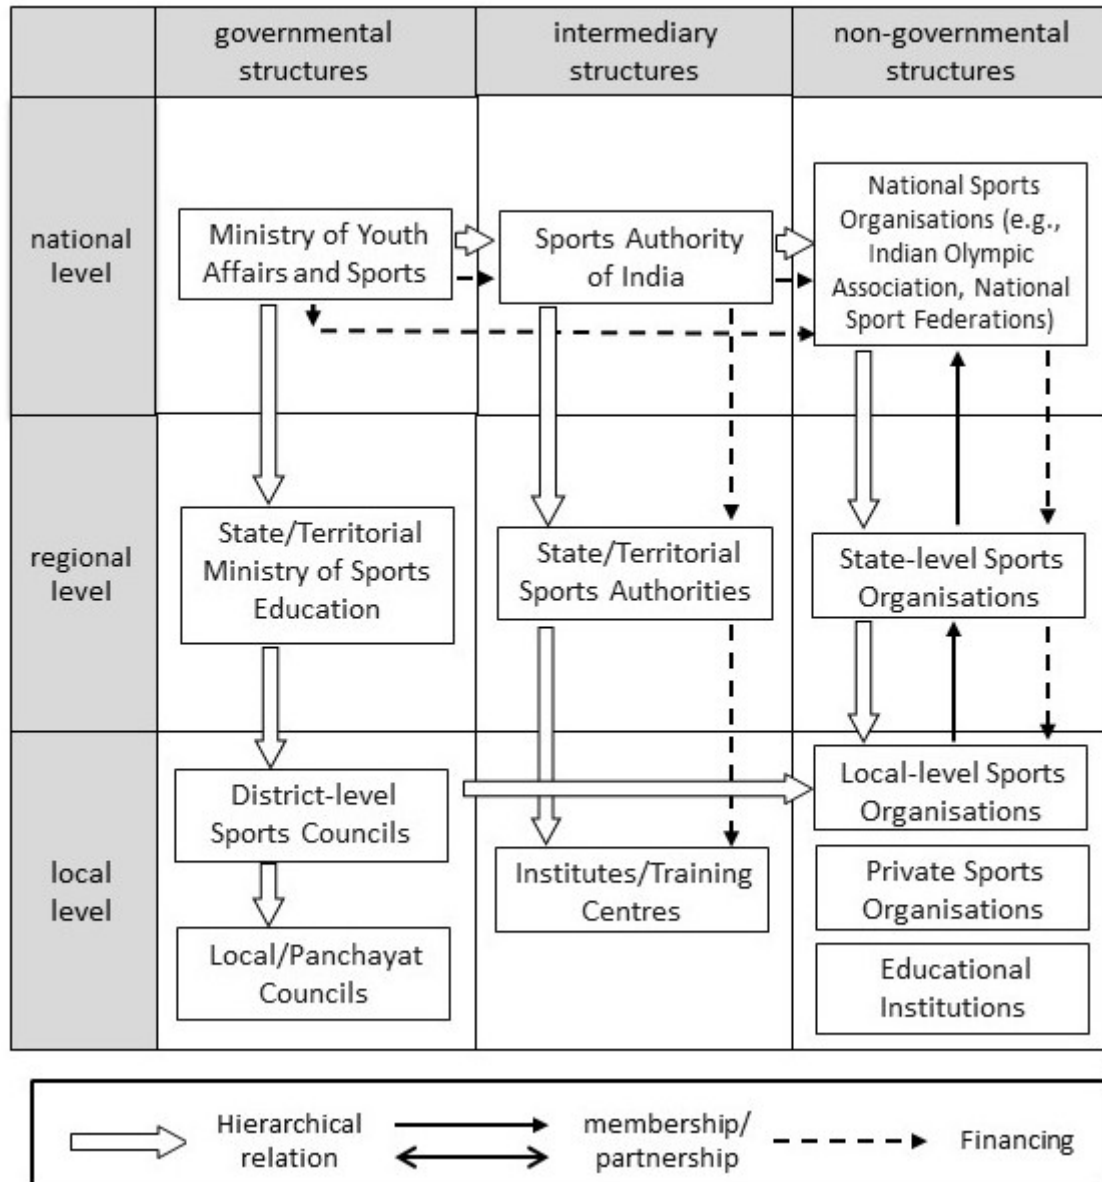 governmental
structures
intermediary
structures
non-governmental
structures
national
level
Ministry of Youth
Affairs and Sports
Sports Authority
of India
National Sports
Organisations (e.g.,
Indian Olympic
Association, National
Sport Federations)
regional
level
State/Territorial
Ministry of Sports
Education
State/Territorial
Sports Authorities
State-level Sports
Organisations
local
level
District-level
Sports Councils
Local/Panchayat
Councils
Institutes/Training
Centres
Local-level Sports
Organisations
Private Sports
Organisations
Educational
Institutions
Hierarchical
relation
membership/
partnership
Financing